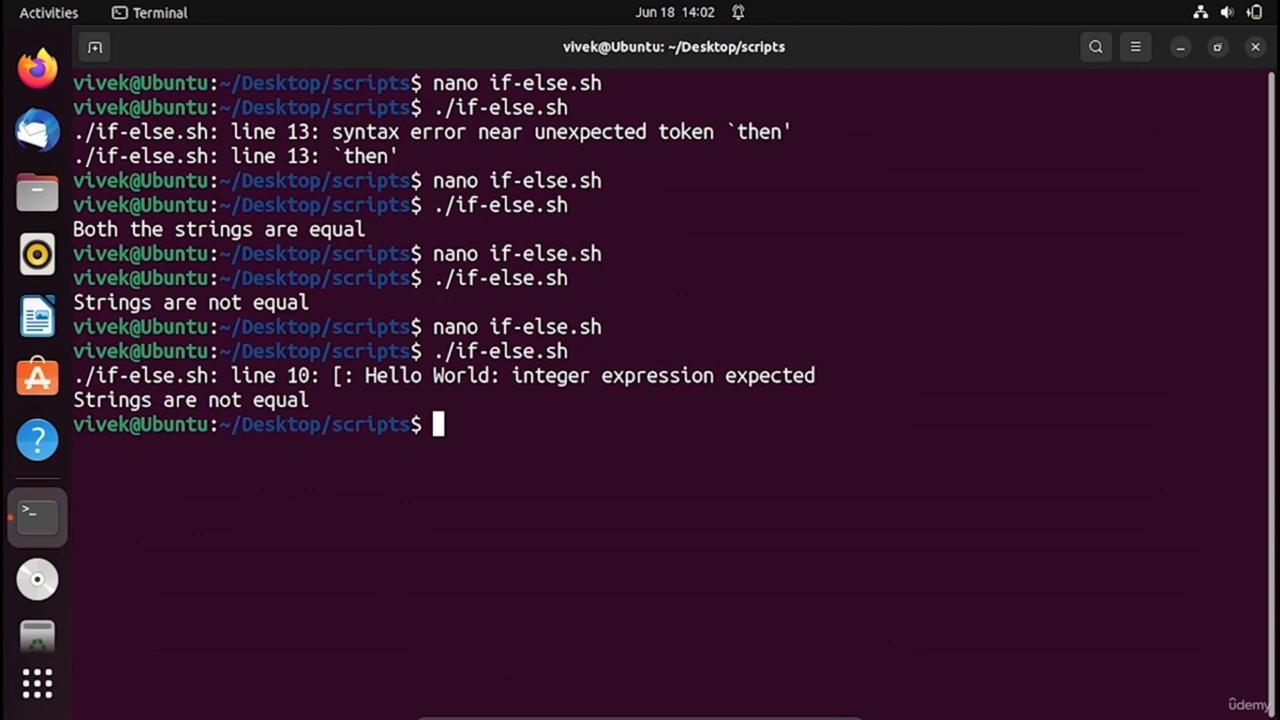 Activities Terminal Jun 18 14:02
vivek@Ubuntu: ~/Desktop/scripts
vivek@Ubuntu:~/Desktop/scripts$ nano if-else.sh
vivek@Ubuntu:~/Desktop/scripts$ ./if-else.sh
./if-else.sh: line 13: syntax error near unexpected token `then'
./if-else.sh: line 13: `then'
vivek@Ubuntu:~/Desktop/scripts$ nano if-else.sh
vivek@Ubuntu:~/Desktop/scripts$ ./if-else.sh
Both the strings are equal
vivek@Ubuntu:~/Desktop/scripts$ nano if-else.sh
vivek@Ubuntu:~/Desktop/scripts$ ./if-else.sh
Strings are not equal
vivek@Ubuntu:~/Desktop/scripts$ nano if-else.sh
vivek@Ubuntu:~/Desktop/scripts$ ./if-else.sh
./if-else.sh: line 10: [: Hello World: integer expression expected
Strings are not equal
vivek@Ubuntu:~/Desktop/scripts$
>_
?
ûdemy